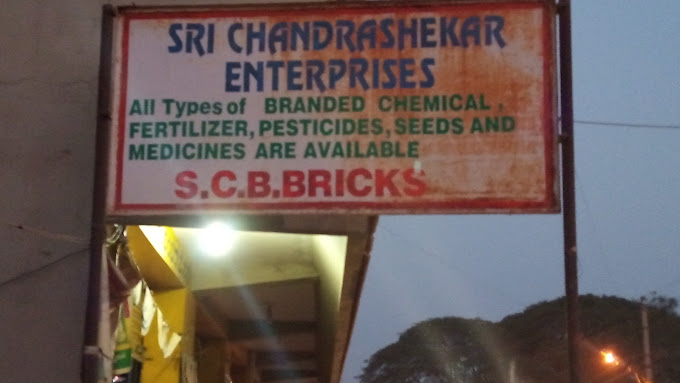 SRI CHANDRASHEKAR
ENTERPRISES
All Types of BRANDED CHEMICAL,
FERTILIZER, PESTICIDES, SEEDS AND
MEDICINES ARE AVAILABLE
S.C.B.BRICKS